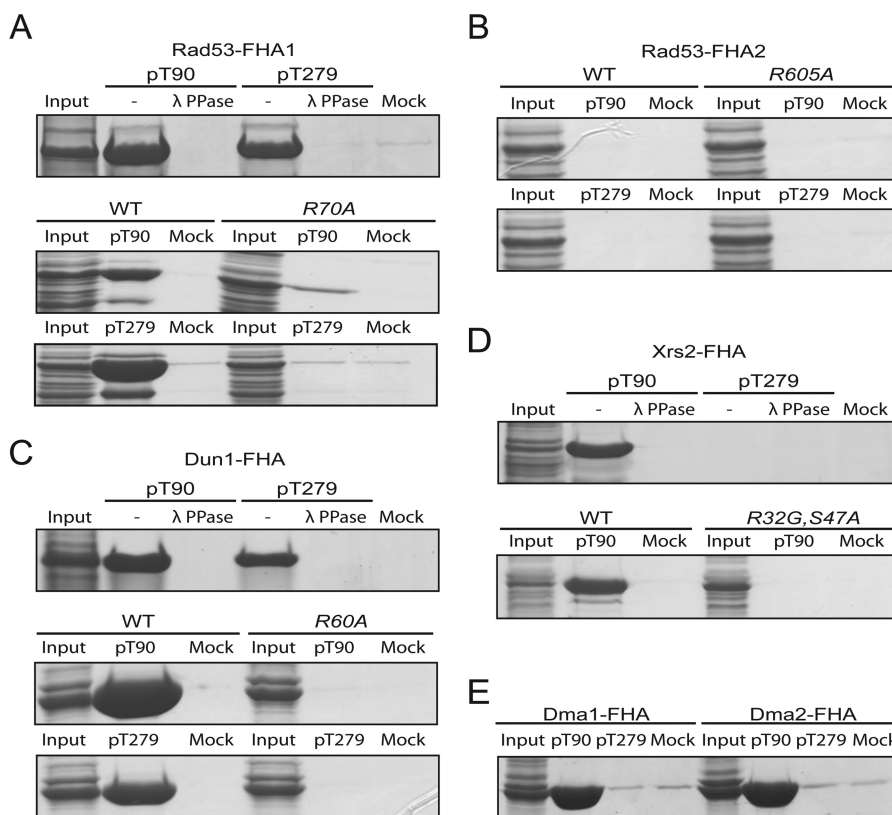 A
Rad53-FHA1
pT90 pT279
Input - λ PPase - λ PPase Mock
WT R70A
Input pT90 Mock Input pT90 Mock
Input pT279 Mock Input pT279 Mock
B
Rad53-FHA2
WT R605A
Input pT90 Mock Input pT90 Mock
Input pT279 Mock Input pT279 Mock
C
Dun1-FHA
pT90 pT279
Input - λ PPase - λ PPase Mock
WT R60A
Input pT90 Mock Input pT90 Mock
Input pT279 Mock Input pT279 Mock
D
Xrs2-FHA
pT90 pT279
Input - λ PPase - λ PPase Mock
WT R32G,S47A
Input pT90 Mock Input pT90 Mock
E
Dma1-FHA Dma2-FHA
Input pT90 pT279 Mock Input pT90 pT279 Mock